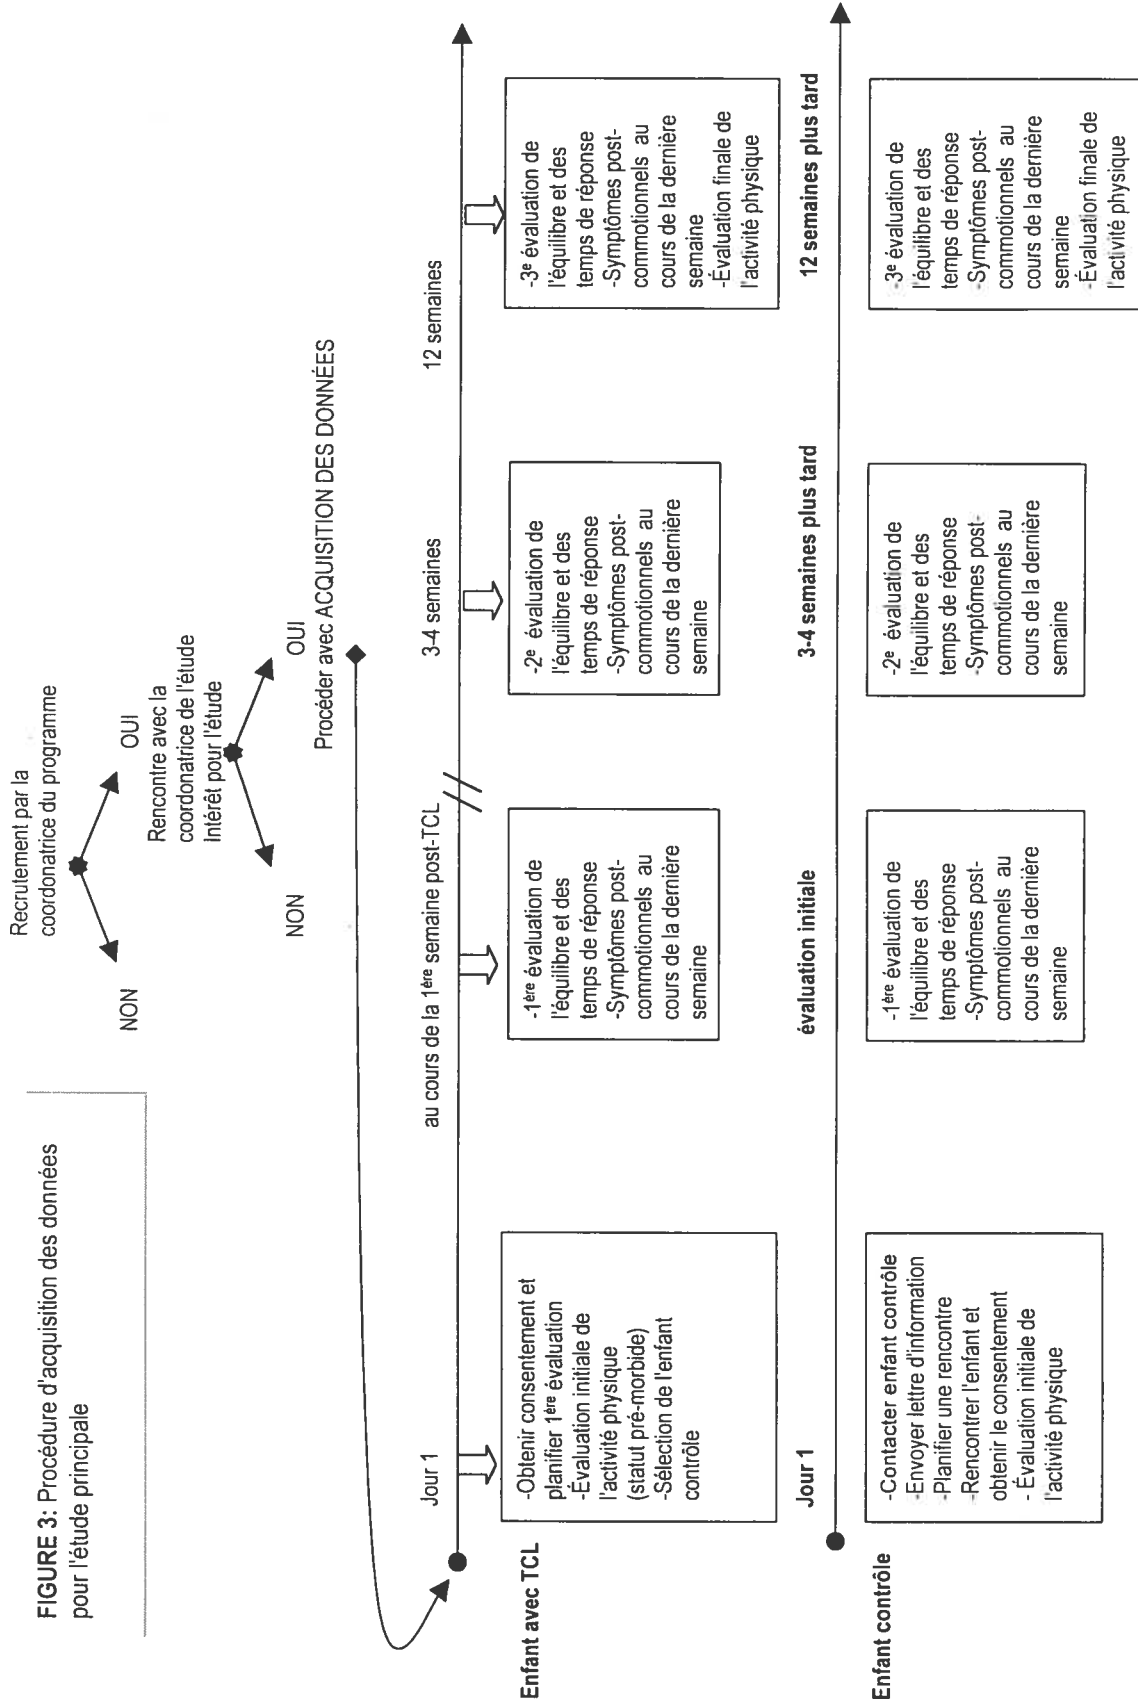 FIGURE 3: Procédure d'acquisition des données
pour l'étude principale
Recrutement par la
coordonatrice du programme
NON
OUI
Rencontre avec la
coordonatrice de l'étude
Intérêt pour l'étude
NON
OUI
Procéder avec ACQUISITION DES DONNÉES
Jour 1
au cours de la 1ère semaine post-TCL
3-4 semaines
12 semaines
Enfant avec TCL
-Obtenir consentement et
planifier 1ère évaluation
-Évaluation initiale de
l'activité physique
(statut pré-morbide)
-Sélection de l'enfant
contrôle
-1ère évaluation de
l'équilibre et des
temps de réponse
-Symptômes post-
commotionnels au
cours de la dernière
semaine
-2e évaluation de
l'équilibre et des
temps de réponse
-Symptômes post-
commotionnels au
cours de la dernière
semaine
-3e évaluation de
l'équilibre et des
temps de réponse
-Symptômes post-
commotionnels au
cours de la dernière
semaine
-Évaluation finale de
l'activité physique
Jour 1
évaluation initiale
3-4 semaines plus tard
12 semaines plus tard
Enfant contrôle
-Contacter enfant contrôle
-Envoyer lettre d'information
-Planifier une rencontre
-Rencontrer l'enfant et
obtenir le consentement
- Évaluation initiale de
l'activité physique
-1ère évaluation de
l'équilibre et des
temps de réponse
-Symptômes post-
commotionnels au
cours de la dernière
semaine
-2e évaluation de
l'équilibre et des
temps de réponse
-Symptômes post-
commotionnels au
cours de la dernière
semaine
-3e évaluation de
l'équilibre et des
temps de réponse
-Symptômes post-
commotionnels au
cours de la dernière
semaine
-Évaluation finale de
l'activité physique